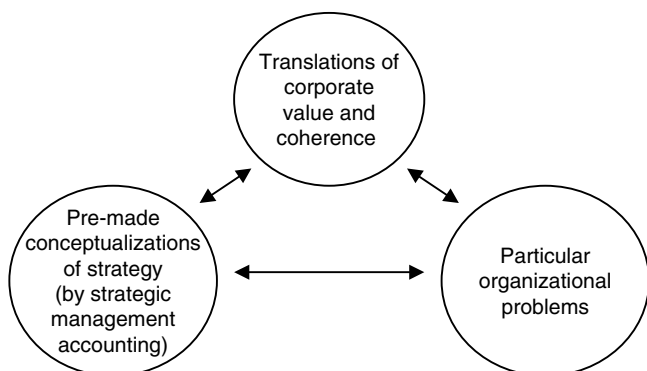 Translations of
corporate
value and
coherence
Pre-made
conceptualizations
of strategy
(by strategic
management
accounting)
Particular
organizational
problems